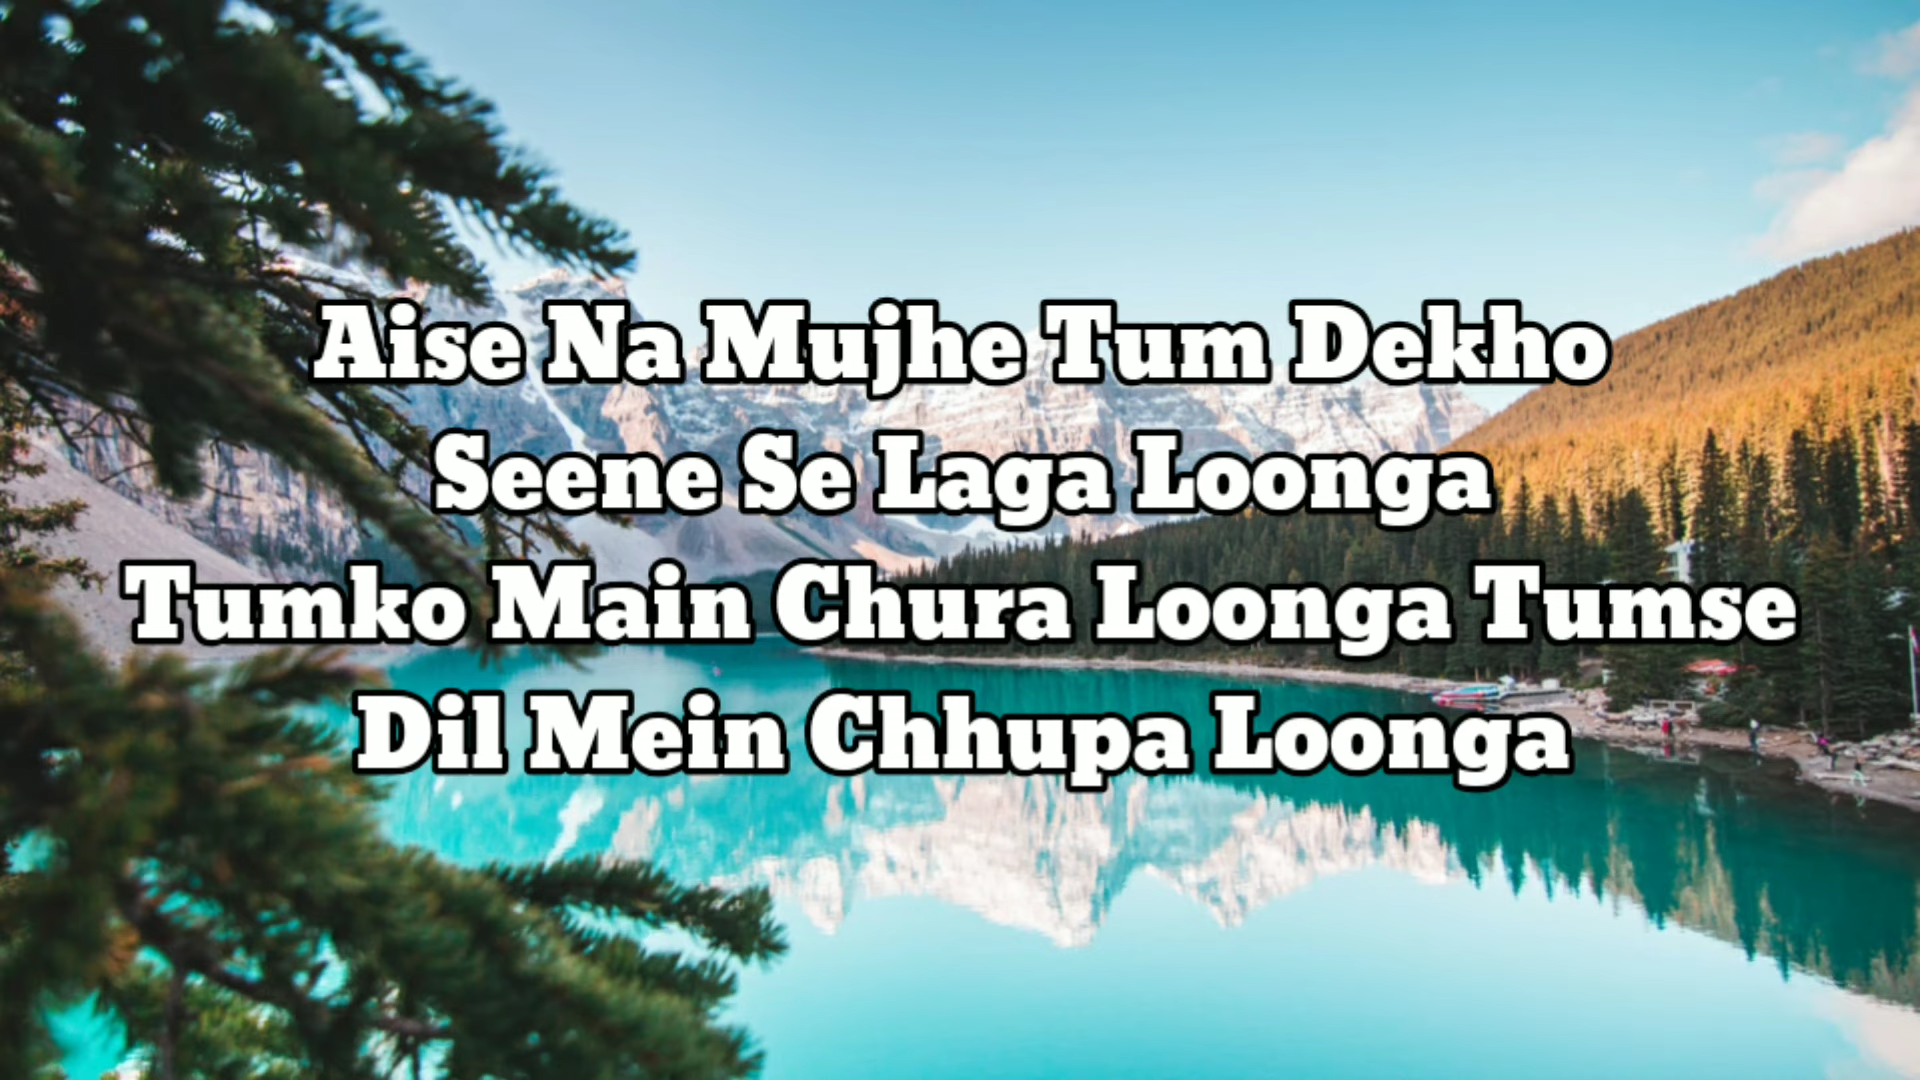 Aise Na Mujhe Tum Dekho
Seene Se Laga Loonga
Tumko Main Chura Loonga Tumse
Dil Mein Chhupa Loonga